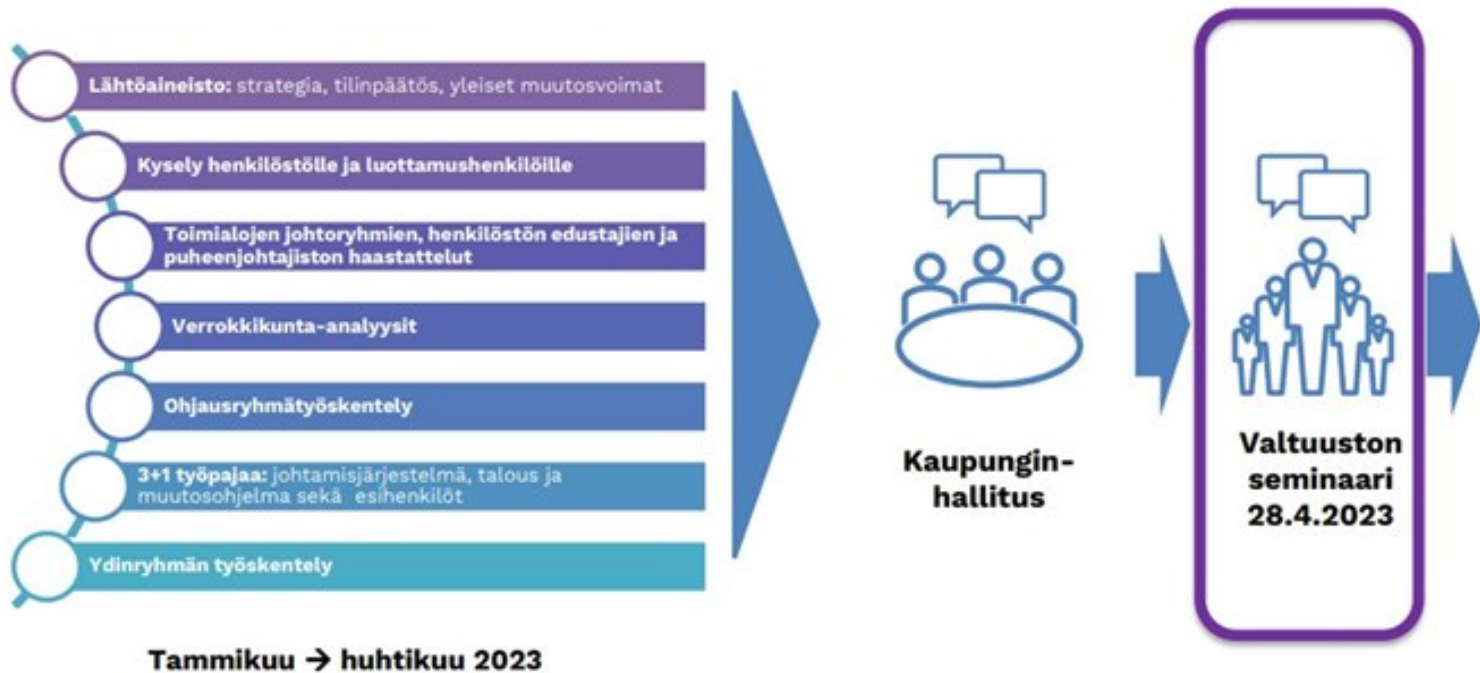 Lähtöaineisto: strategia, tilinpäätös, yleiset muutosvoimat
Kysely henkilöstölle ja luottamushenkilöille
Toimialojen johtoryhmien, henkilöstön edustajien ja
puheenjohtajiston haastattelut
Verrokkikunta-analyysit
Ohjausryhmätyöskentely
3+1 työpajaa: johtamisjärjestelmä, talous ja
muutosohjelma sekä esihenkilöt
Ydinryhmän työskentely
Tammikuu → huhtikuu 2023
Kaupungin-
hallitus
Valtuuston
seminaari
28.4.2023